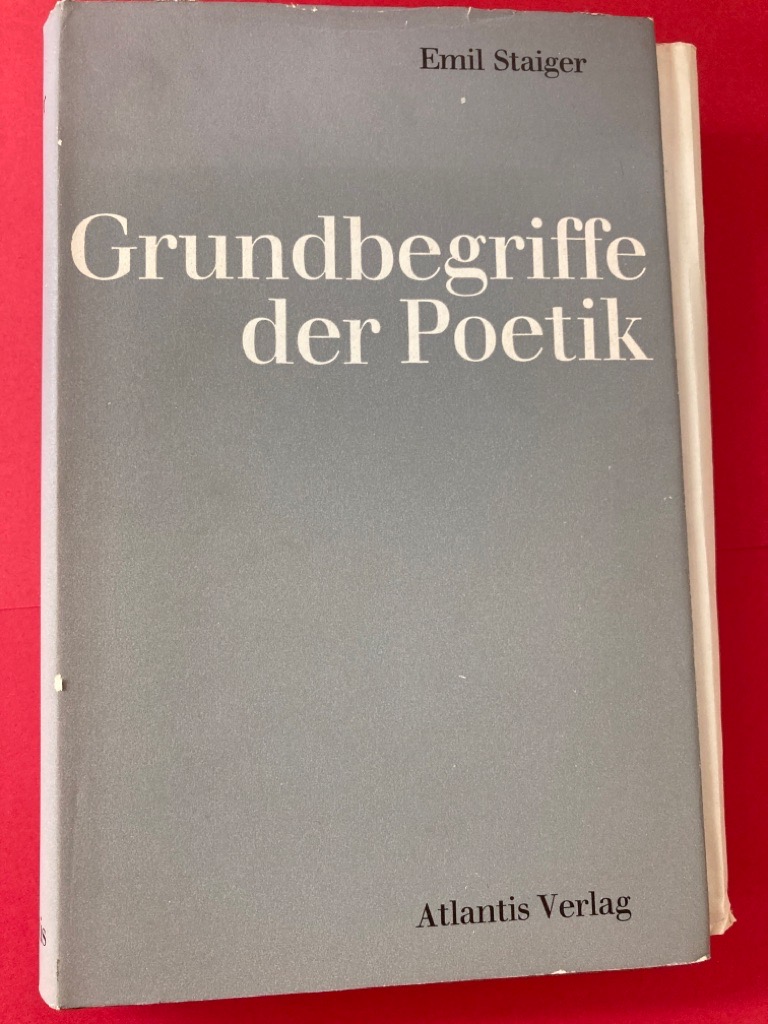 Emil Staiger
Grundbegriffe
der Poetik
Atlantis Verlag